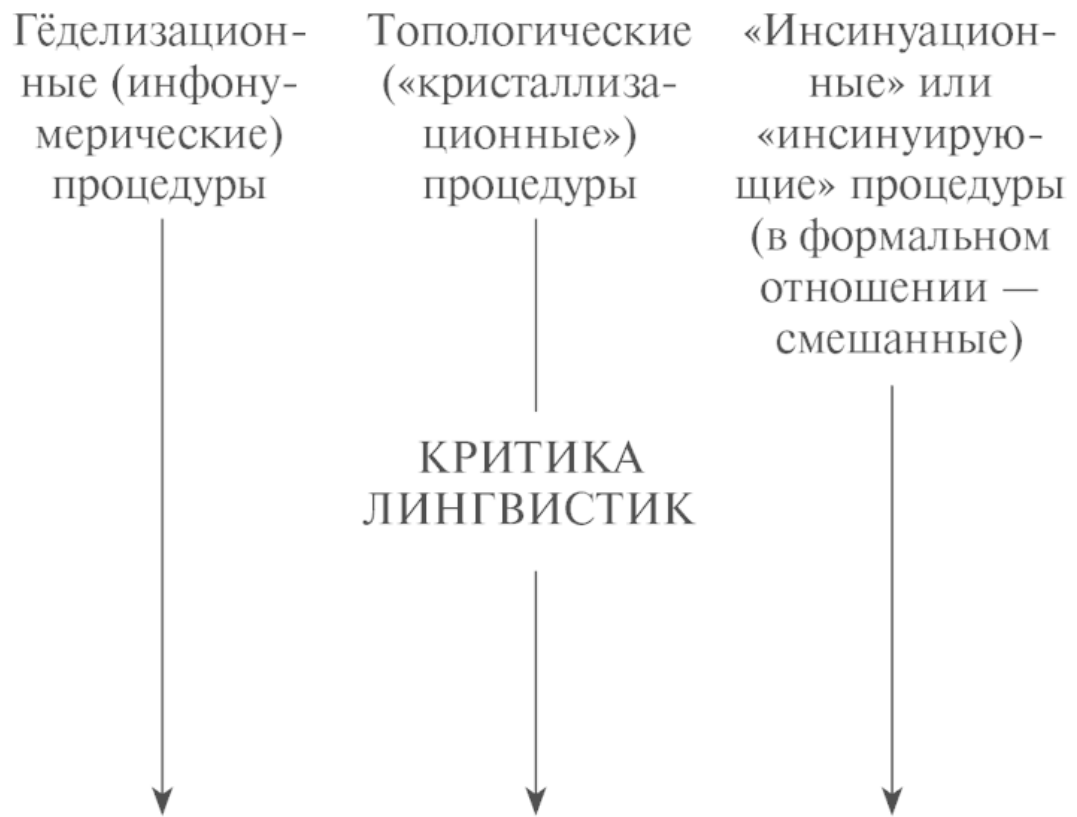 Гёделизацион-
ные (инфону-
мерические)
процедуры
Топологические
(«кристаллиза-
ционные»)
процедуры
«Инсинуацион-
ные» или
«инсинуирую-
щие» процедуры
(в формальном
отношении —
смешанные)
КРИТИКА
ЛИНГВИСТИК